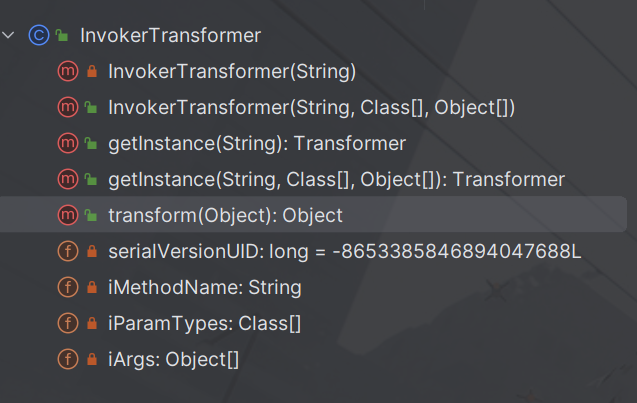 InvokerTransformer
InvokerTransformer(String)
InvokerTransformer(String, Class[], Object[])
getInstance(String): Transformer
getInstance(String, Class[], Object[]): Transformer
transform(Object): Object
serialVersionUID: long = -8653385846894047688L
iMethodName: String
iParamTypes: Class[]
iArgs: Object[]